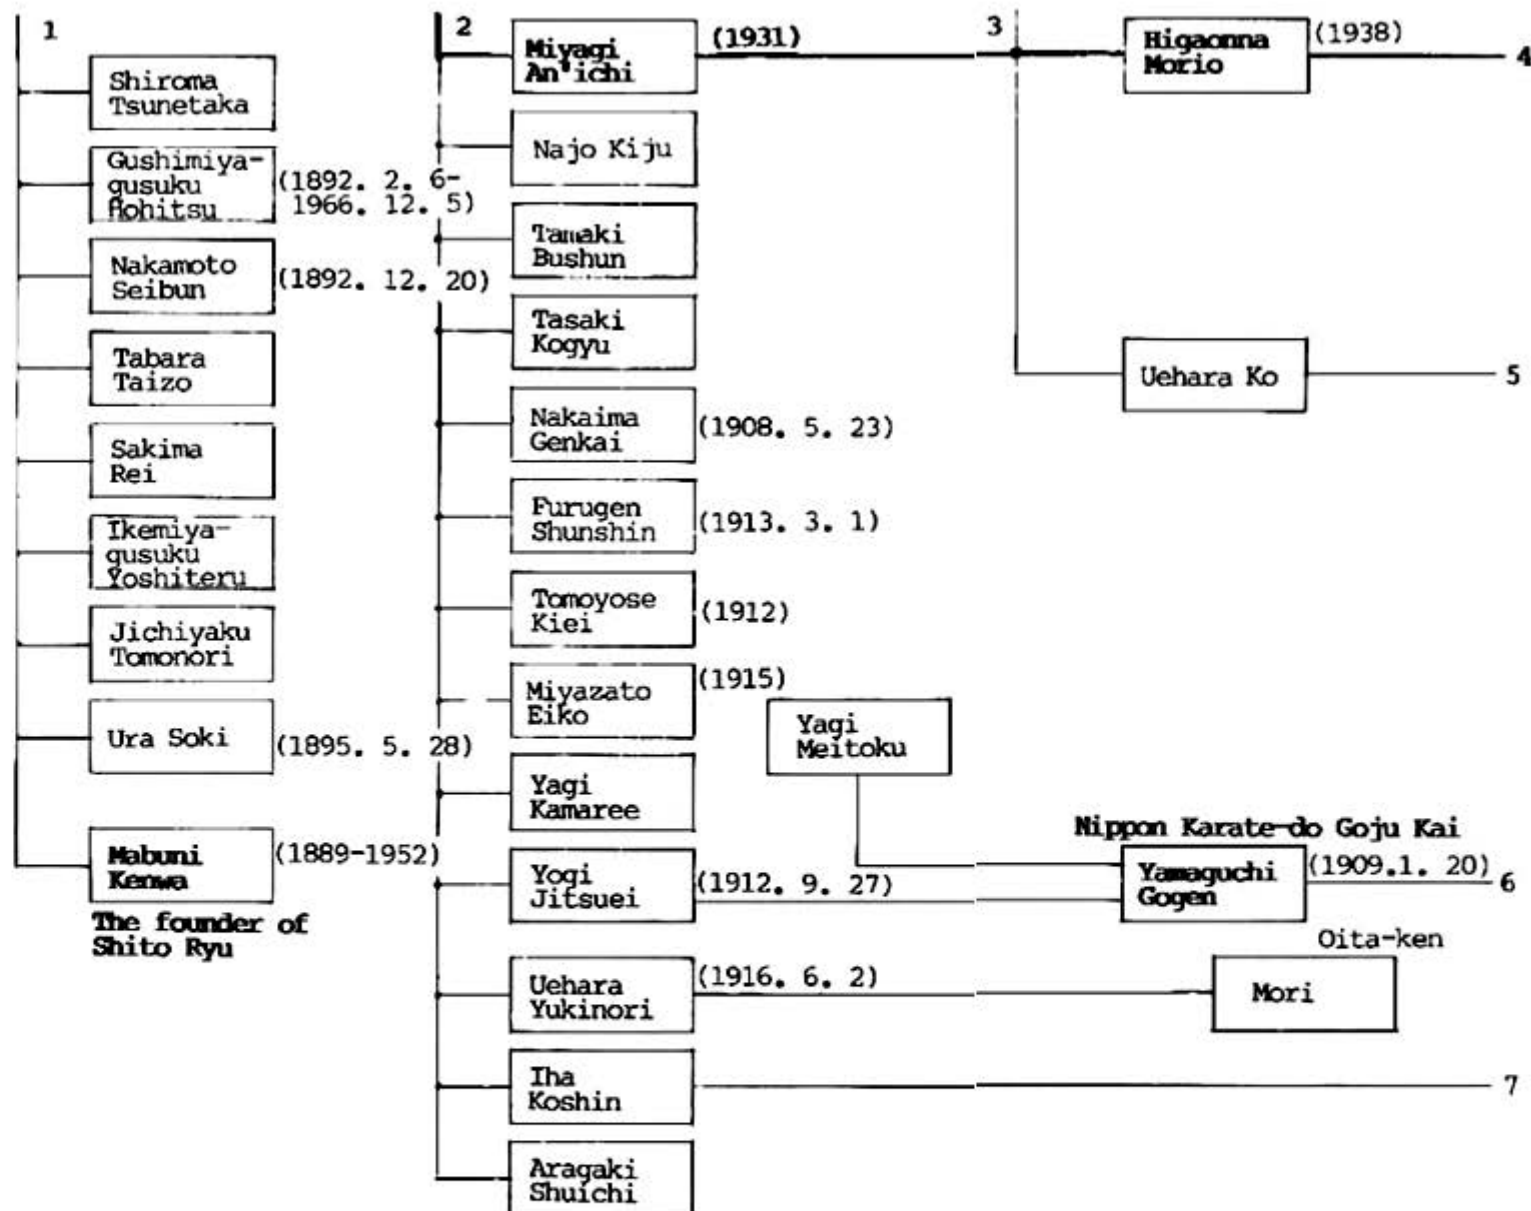 1
Shiroma
Tsunetaka
Gushimiya-
gusuku
Rohitsu
(1892. 2. 6-
1966. 12. 5)
Nakamoto
Seibun
(1892. 12. 20)
Tabara
Taizo
Sakima
Rei
Ikemiya-
gusuku
Yoshiteru
Jichiyaku
Tomonori
Ura Soki
(1895. 5. 28)
Mabuni
Kenwa
(1889-1952)
The founder of
Shito Ryu
2
Miyagi
An'ichi
(1931)
Najo Kiju
Tamaki
Bushun
Tasaki
Kogyu
Nakaima
Genkai
(1908. 5. 23)
Furugen
Shunshin
(1913. 3. 1)
Tomoyose
Kiei
(1912)
Miyazato
Eiko
(1915)
Yagi
Kamaree
Yogi
Jitsuei
(1912. 9. 27)
Uehara
Yukinori
(1916. 6. 2)
Iha
Koshin
Aragaki
Shuichi
Yagi
Meitoku
3
Higaonna
Morio
(1938)
4
Uehara Ko
5
Nippon Karate-do Goju Kai
Yamaguchi
Gogen
(1909.1. 20)
6
Oita-ken
Mori
7